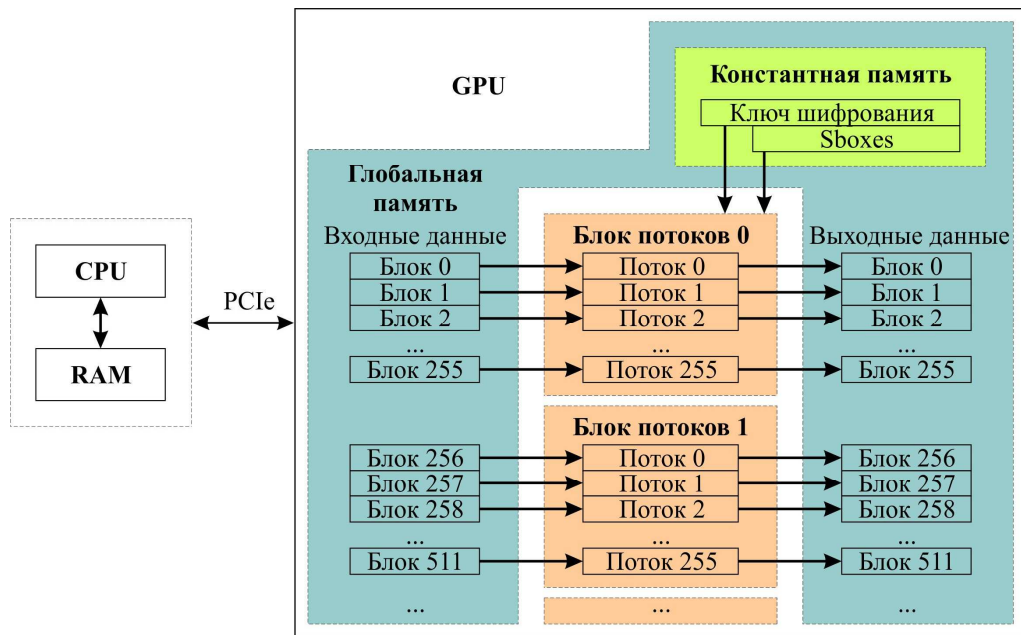 GPU
Константная память
Ключ шифрования
Sboxes
Глобальная
память
Входные данные
Блок потоков 0
Выходные данные
CPU
RAM
PCIe
Блок 0
Поток 0
Блок 0
Блок 1
Поток 1
Блок 1
Блок 2
Поток 2
Блок 2
...
...
...
Блок 255
Поток 255
Блок 255
Блок потоков 1
Блок 256
Поток 0
Блок 256
Блок 257
Поток 1
Блок 257
Блок 258
Поток 2
Блок 258
...
...
...
Блок 511
Поток 255
Блок 511
...
...
...